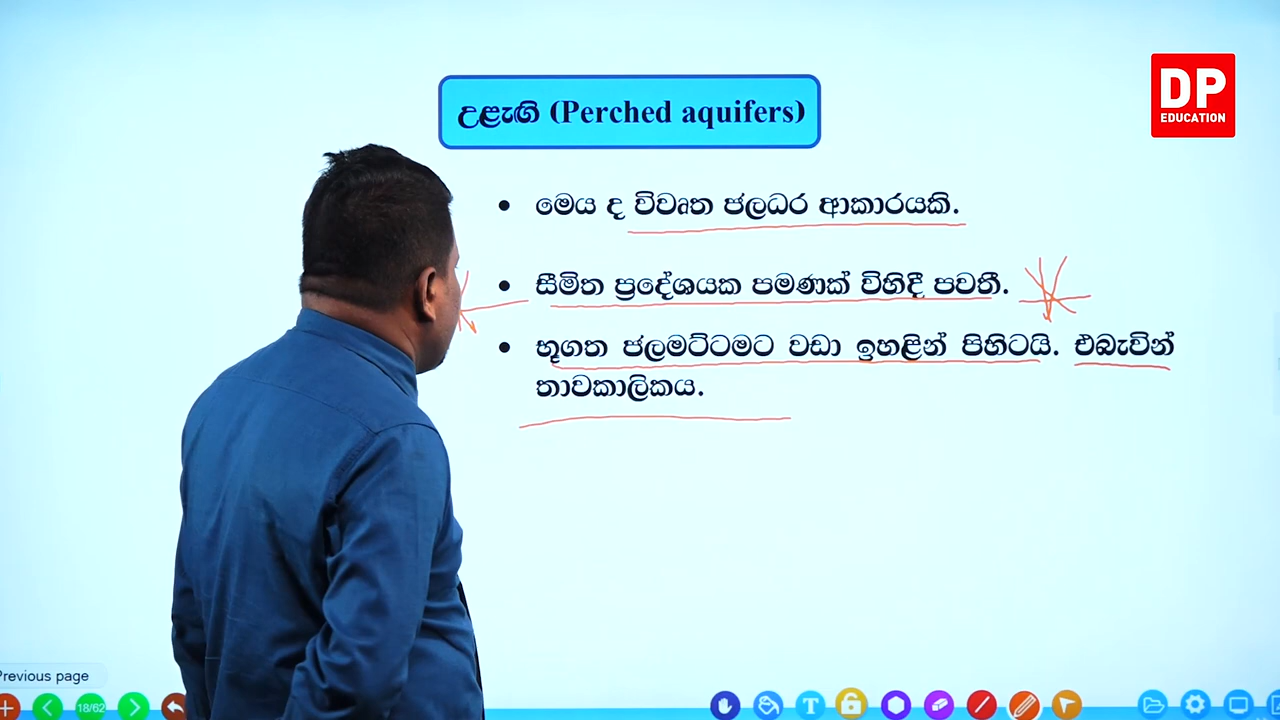 උළැඟි (Perched aquifers)
DP
EDUCATION
• මෙය ද විවෘත ජලධර ආකාරයකි.
• සීමිත ප්‍රදේශයක පමණක් විහිදී පවතී.
• භූගත ජලමට්ටමට වඩා ඉහළින් පිහිටයි. එබැවින්
තාවකාලිකය.
Previous page
18/62